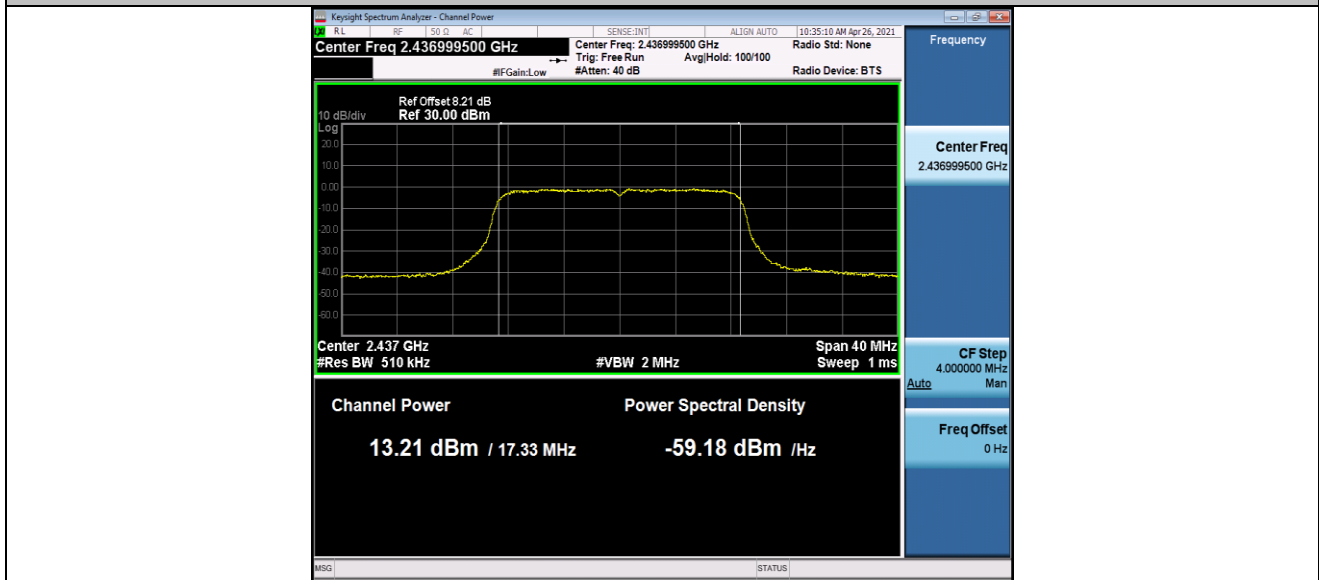 Keysight Spectrum Analyzer - Channel Power
RL RF 50 Ω AC SENSE:INT ALIGN AUTO 10:35:10 AM Apr 26, 2021
Center Freq 2.436999500 GHz
Center Freq: 2.436999500 GHz Radio Std: None
Trig: Free Run Avg|Hold: 100/100
#IFGain:Low #Atten: 40 dB Radio Device: BTS
Frequency
Ref Offset 8.21 dB
10 dB/div Ref 30.00 dBm
Log
20.0
10.0
0.00
-10.0
-20.0
-30.0
-40.0
-50.0
-60.0
Center 2.437 GHz Span 40 MHz
#Res BW 510 kHz #VBW 2 MHz Sweep 1 ms
Channel Power Power Spectral Density
13.21 dBm / 17.33 MHz -59.18 dBm /Hz
Center Freq
2.436999500 GHz
CF Step
4.000000 MHz
Auto Man
Freq Offset
0 Hz
MSG STATUS